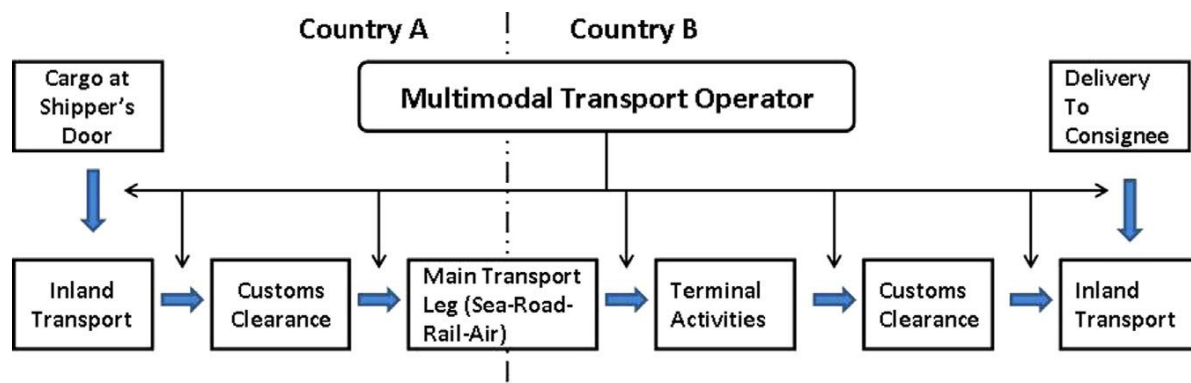 Country A
Country B
Cargo at
Shipper's
Door
Multimodal Transport Operator
Delivery
To
Consignee
Inland
Transport
Customs
Clearance
Main Transport
Leg (Sea-Road-
Rail-Air)
Terminal
Activities
Customs
Clearance
Inland
Transport